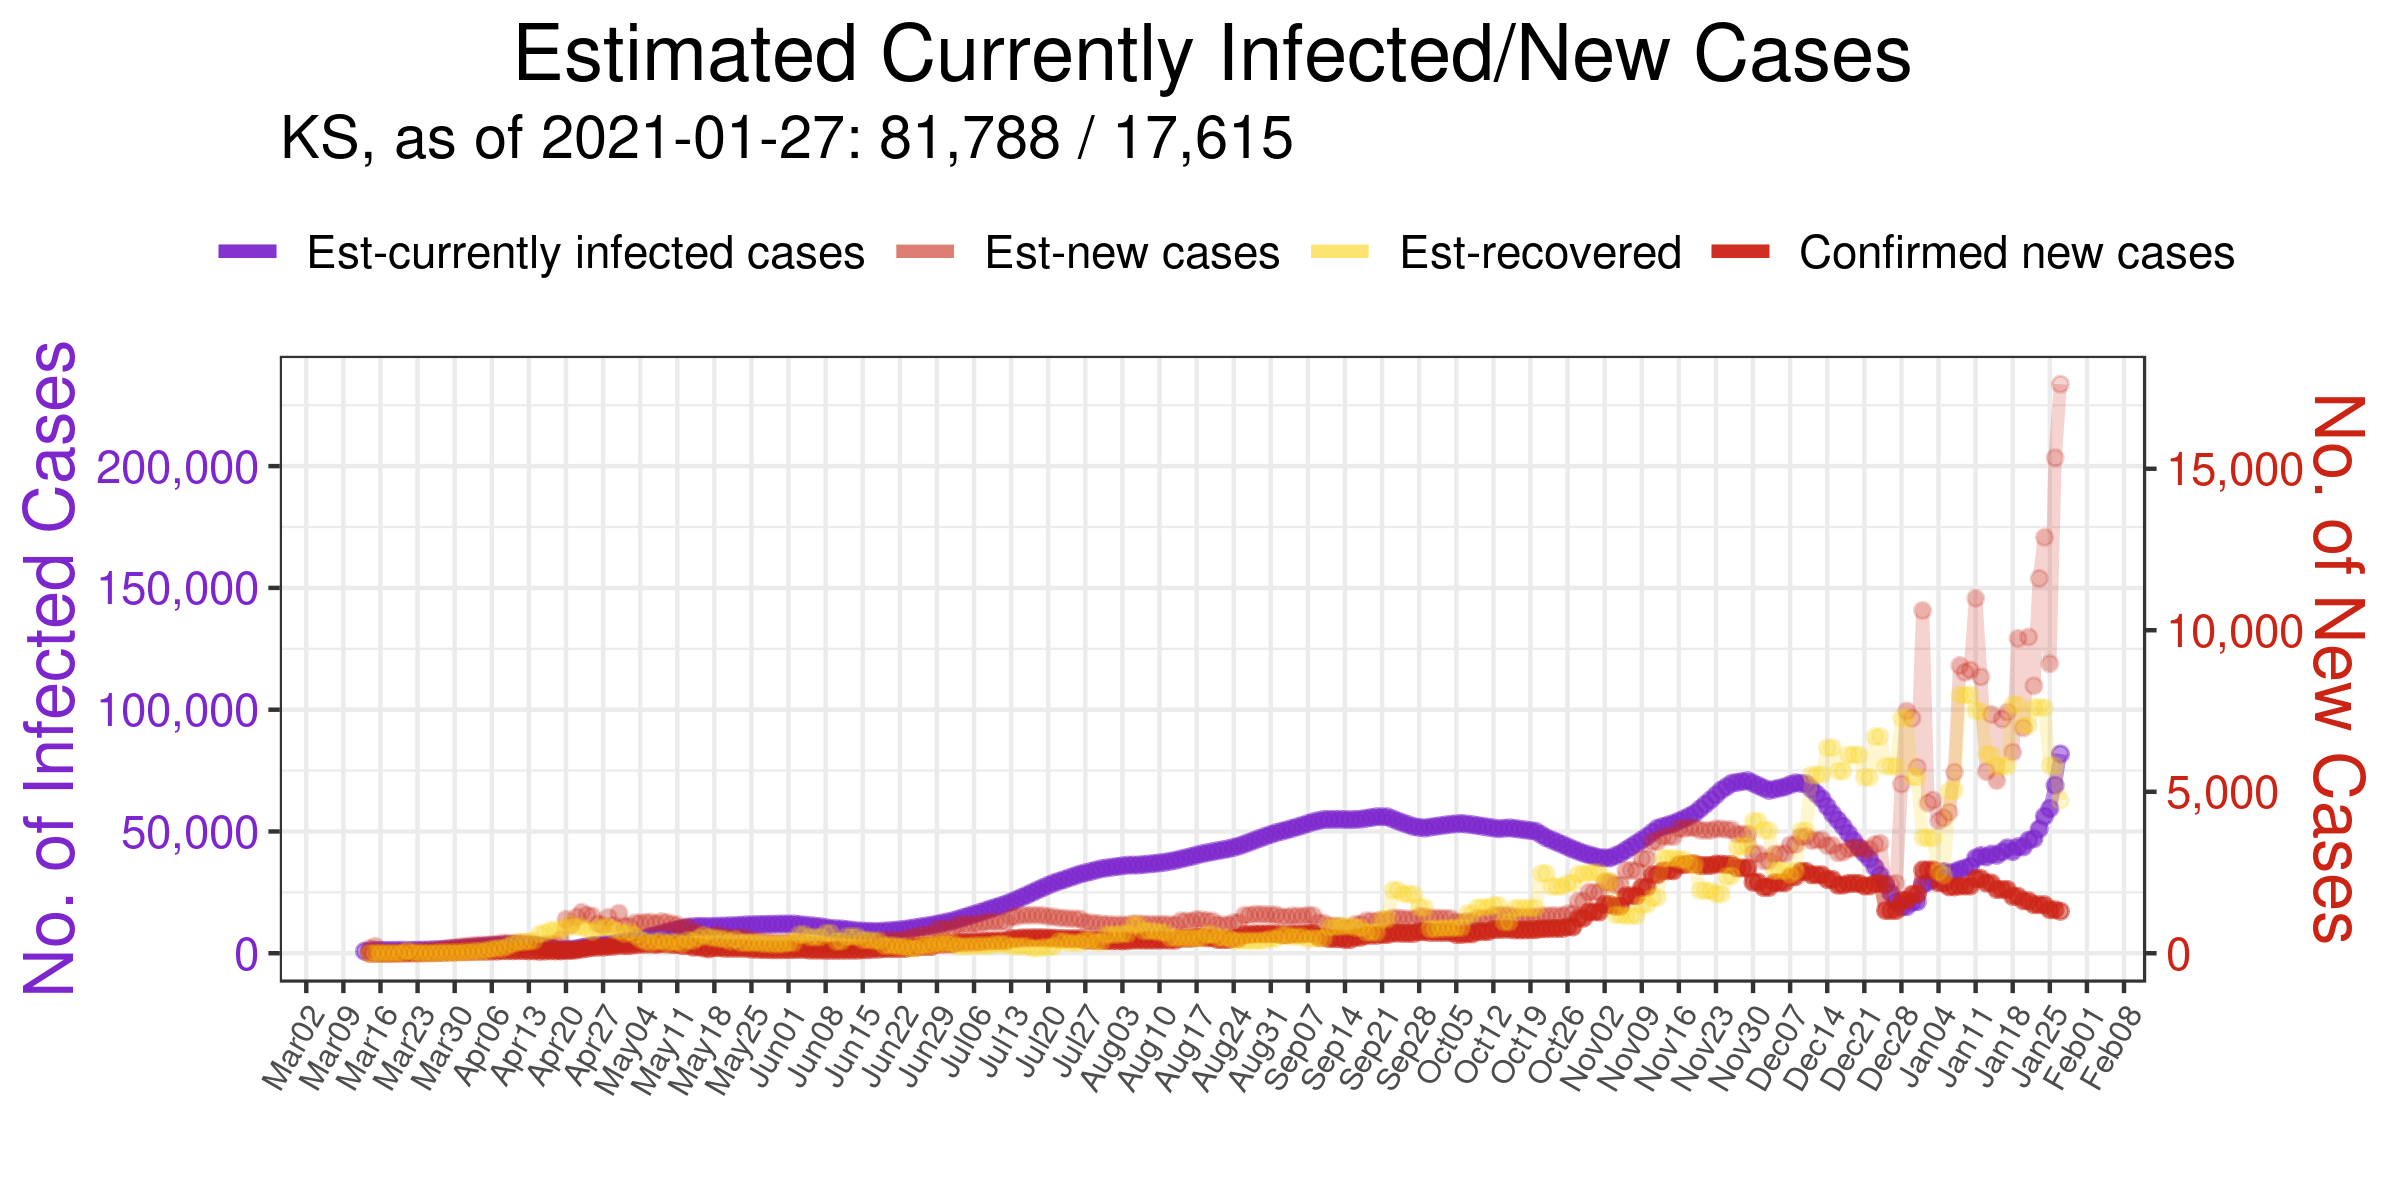 Estimated Currently Infected/New Cases
KS, as of 2021-01-27: 81,788 / 17,615
Est-currently infected cases Est-new cases Est-recovered Confirmed new cases
No. of Infected Cases
200,000
150,000
100,000
50,000
0
15,000
10,000
5,000
0
No. of New Cases
Mar02 Mar09 Mar16 Mar23 Mar30 Apr06 Apr13 Apr20 Apr27 May04 May11 May18 May25 Jun01 Jun08 Jun15 Jun22 Jun29 Jul06 Jul13 Jul20 Jul27 Aug03 Aug10 Aug17 Aug24 Aug31 Sep07 Sep14 Sep21 Sep28 Oct05 Oct12 Oct19 Oct26 Nov02 Nov09 Nov16 Nov23 Nov30 Dec07 Dec14 Dec21 Dec28 Jan04 Jan11 Jan18 Jan25 Feb01 Feb08